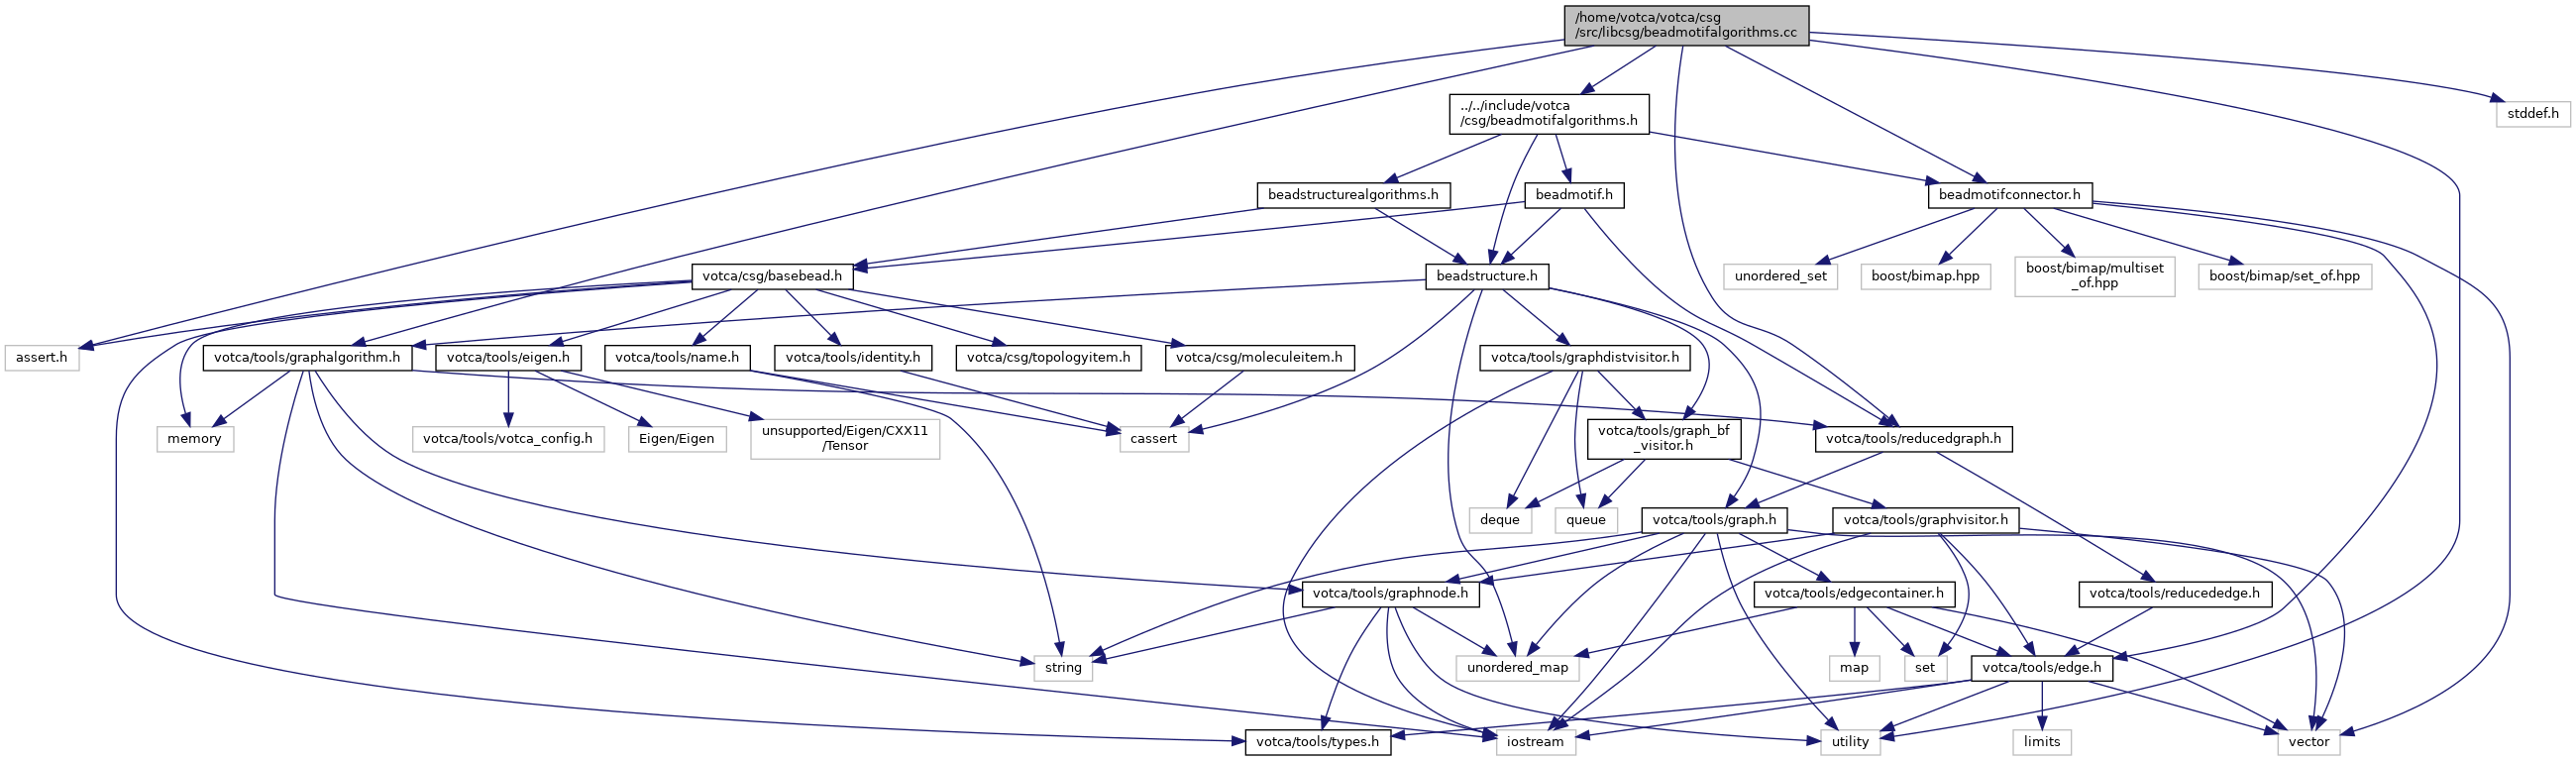 /home/votca/votca/csg
/src/libcsg/beadmotifalgorithms.cc
../../include/votca
/csg/beadmotifalgorithms.h
stddef.h
beadstructurealgorithms.h
beadmotif.h
beadmotifconnector.h
votca/csg/basebead.h
beadstructure.h
unordered_set
boost/bimap.hpp
boost/bimap/multiset
_of.hpp
boost/bimap/set_of.hpp
assert.h
votca/tools/graphalgorithm.h
votca/tools/eigen.h
votca/tools/name.h
votca/tools/identity.h
votca/csg/topologyitem.h
votca/csg/moleculeitem.h
votca/tools/graphdistvisitor.h
memory
votca/tools/votca_config.h
Eigen/Eigen
unsupported/Eigen/CXX11
/Tensor
cassert
votca/tools/graph_bf
_visitor.h
votca/tools/reducedgraph.h
deque
queue
votca/tools/graph.h
votca/tools/graphvisitor.h
votca/tools/graphnode.h
votca/tools/edgecontainer.h
votca/tools/reducededge.h
string
unordered_map
map
set
votca/tools/edge.h
votca/tools/types.h
iostream
utility
limits
vector